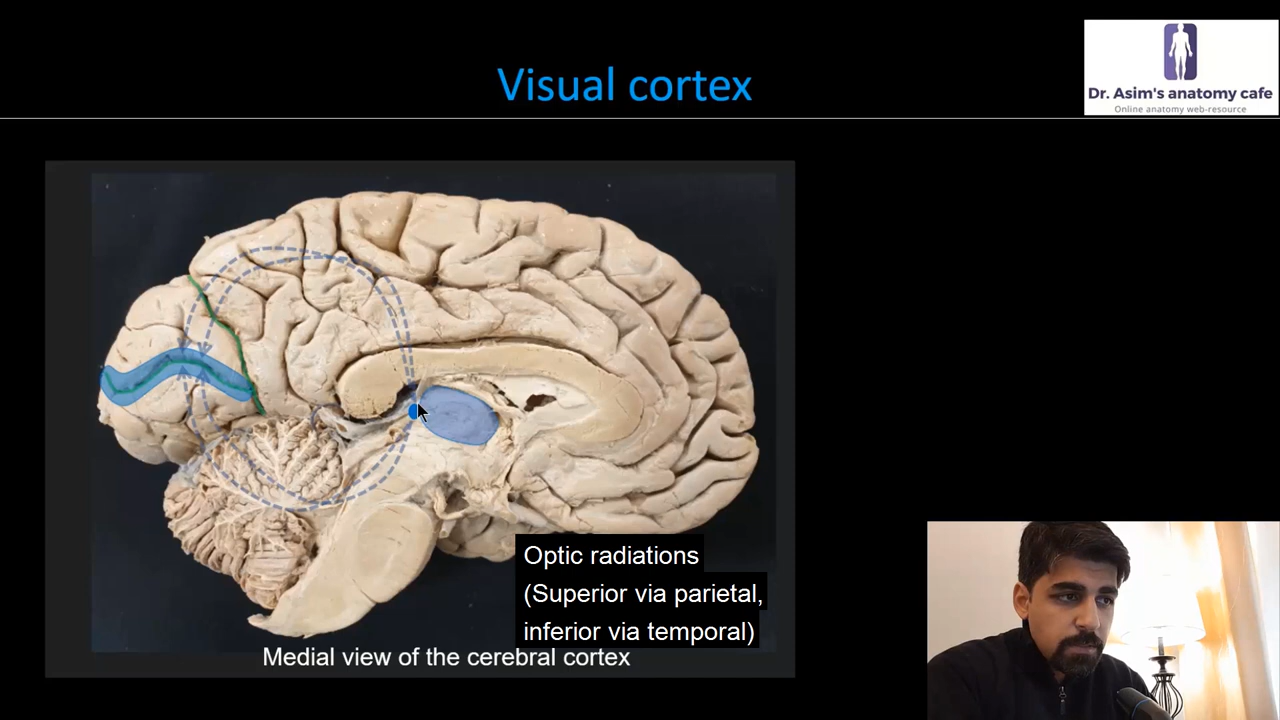 Visual cortex
Dr. Asim's anatomy cafe
Online anatomy web-resource
Optic radiations
(Superior via parietal,
inferior via temporal)
Medial view of the cerebral cortex